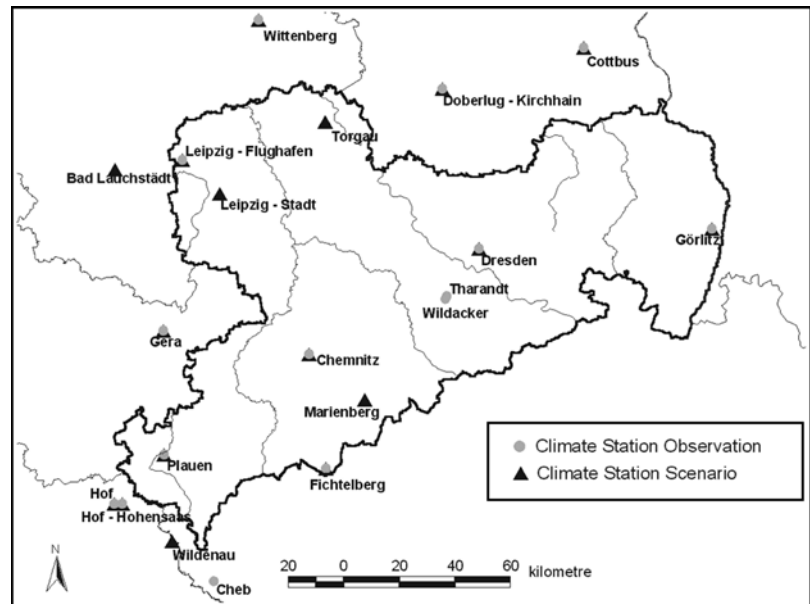 Wittenberg
Cottbus
Doberlug - Kirchhain
Torgau
Leipzig - Flughafen
Bad Lauchstädt
Leipzig - Stadt
Görlitz
Dresden
Tharandt
Wildacker
Gera
Chemnitz
Marienberg
Climate Station Observation
Plauen
Climate Station Scenario
Fichtelberg
Hof
Hof - Hohensaas
N
Wildenau
20 0 20 40 60 kilometre
Cheb